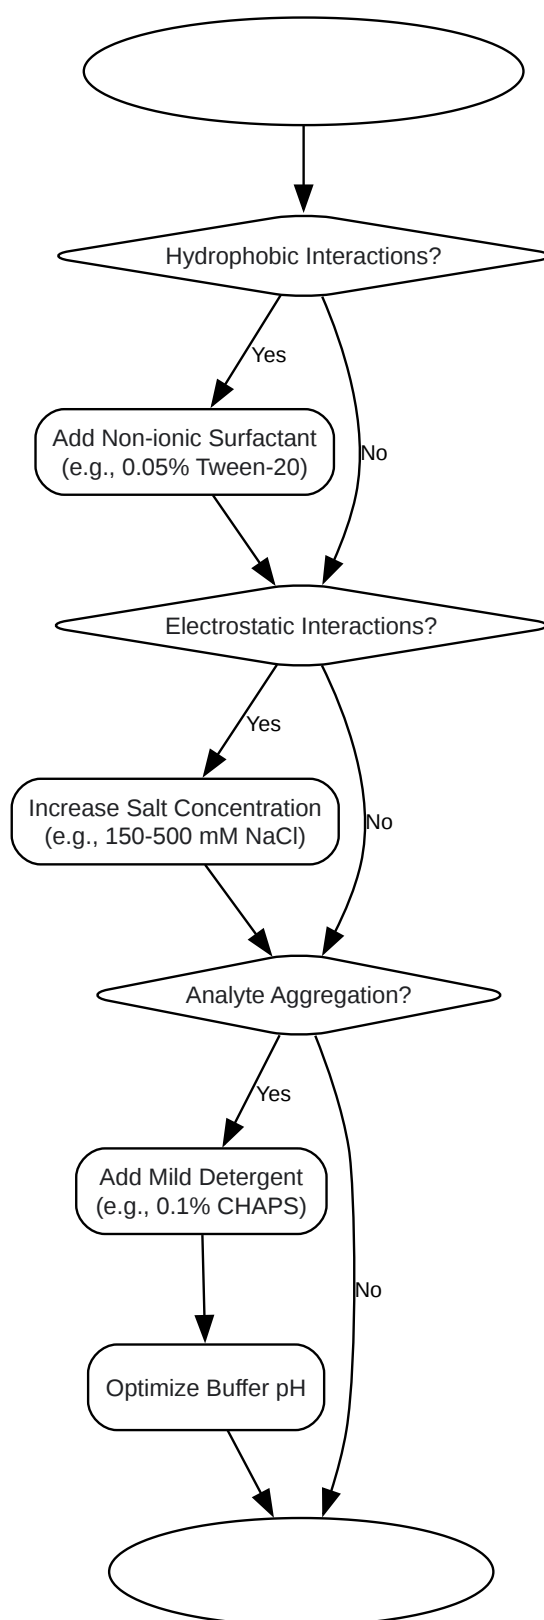 Hydrophobic Interactions?
Yes
Add Non-ionic Surfactant
(e.g., 0.05% Tween-20)
No
Electrostatic Interactions?
Yes
Increase Salt Concentration
(e.g., 150-500 mM NaCl)
No
Analyte Aggregation?
Yes
Add Mild Detergent
(e.g., 0.1% CHAPS)
No
Optimize Buffer pH